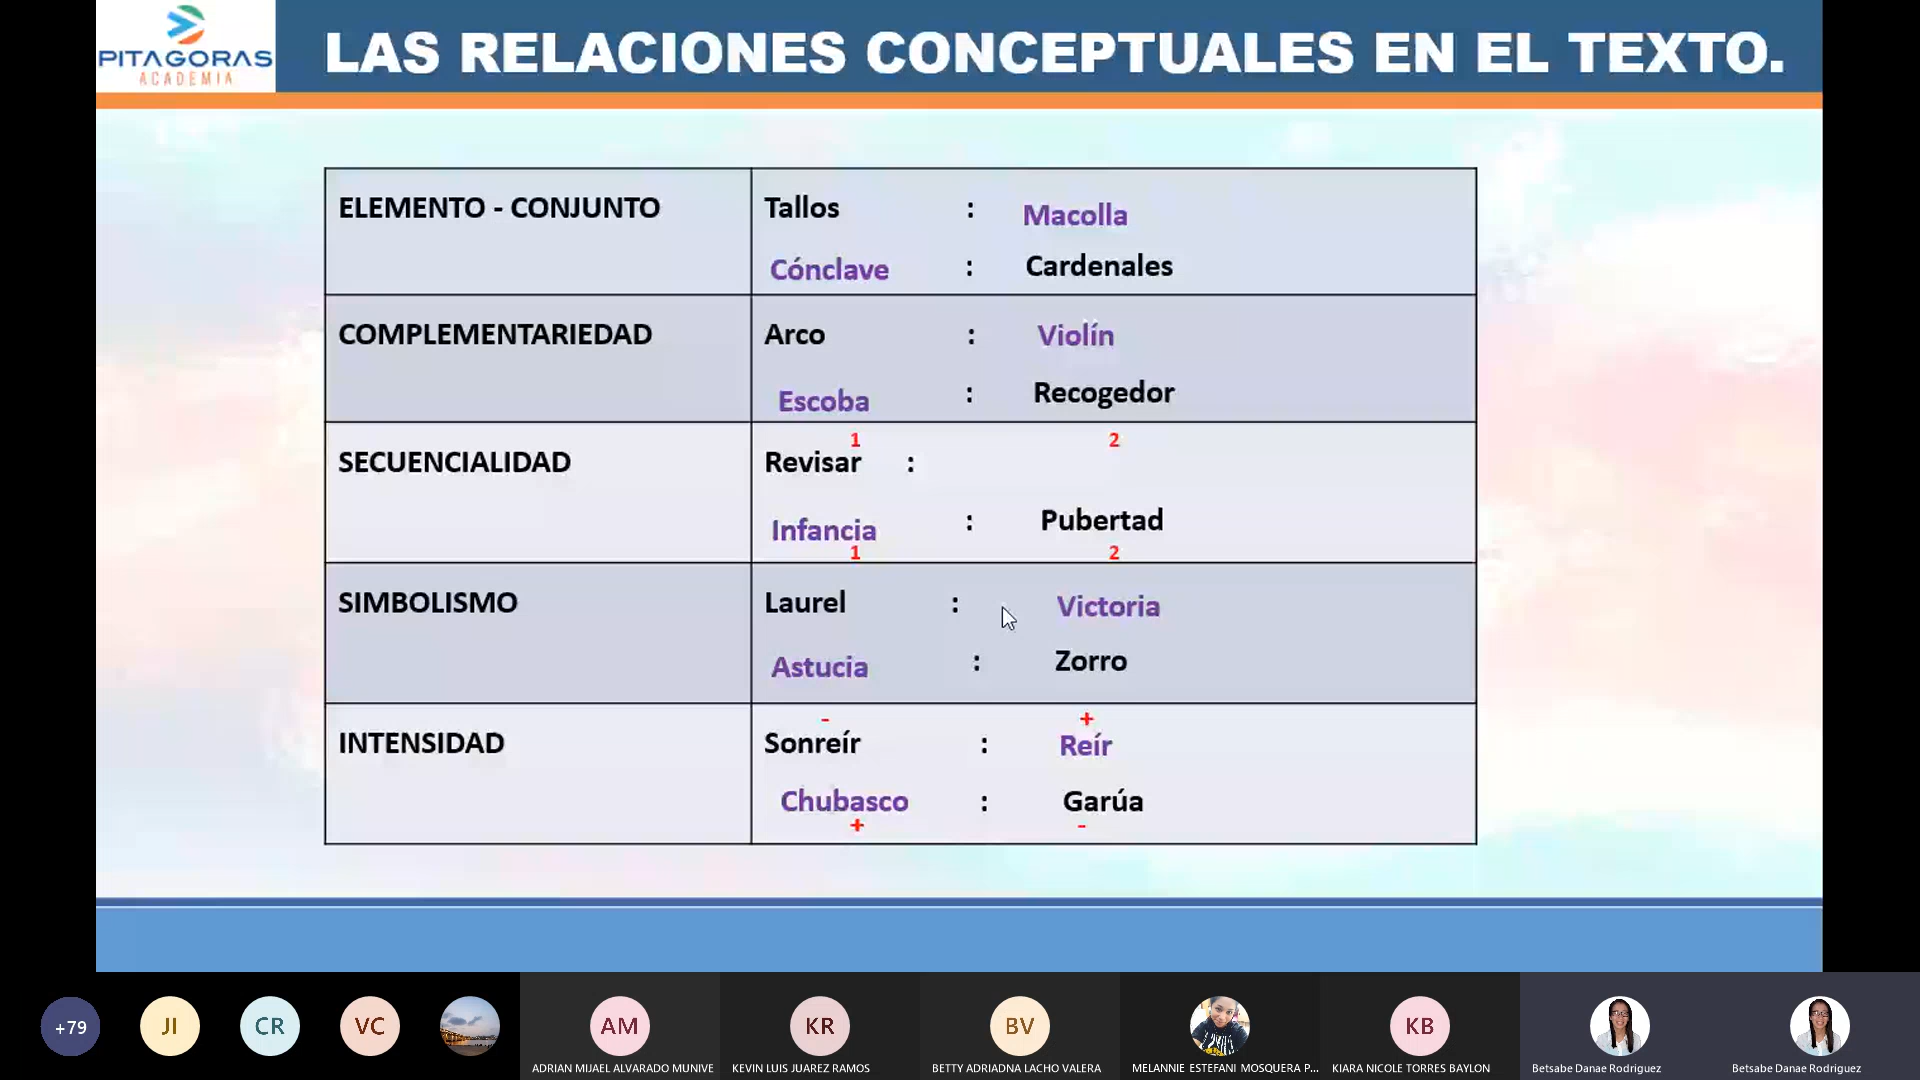 PITAGORAS
ACADEMIA
LAS RELACIONES CONCEPTUALES EN EL TEXTO.
ELEMENTO - CONJUNTO
Tallos : Macolla
Cónclave : Cardenales
COMPLEMENTARIEDAD
Arco : Violín
Escoba : Recogedor
SECUENCIALIDAD
1 2
Revisar :
Infancia : Pubertad
1 2
SIMBOLISMO
Laurel : Victoria
Astucia : Zorro
INTENSIDAD
- +
Sonreír : Reír
Chubasco : Garúa
+ -
+79 JI CR VC AM KR BV KB
ADRIAN MIJAEL ALVARADO MUNIVE KEVIN LUIS JUAREZ RAMOS BETTY ADRIADNA LACHO VALERA MELANNIE ESTEFANI MOSQUERA P... KIARA NICOLE TORRES BAYLON Betsabe Danae Rodriguez Betsabe Danae Rodriguez